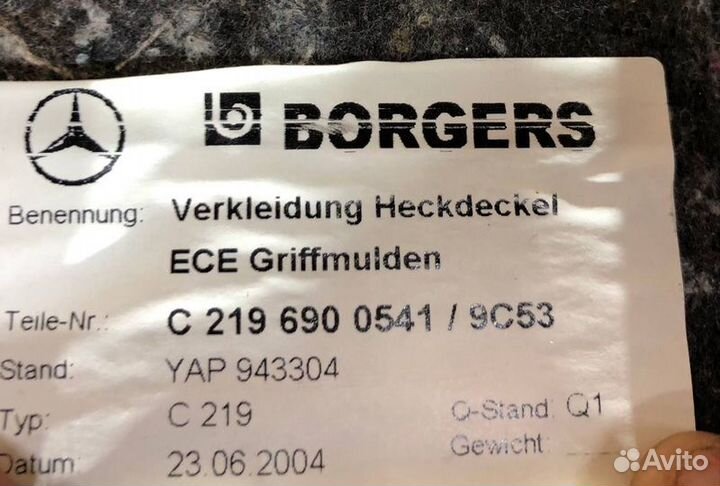 b BORGERS
Benennung: Verkleidung Heckdeckel
ECE Griffmulden
Teile-Nr.: C 219 690 0541 / 9C53
Stand: YAP 943304
Typ: C 219 Q-Stand: Q1
Gewicht:
Datum 23.06.2004
Avito